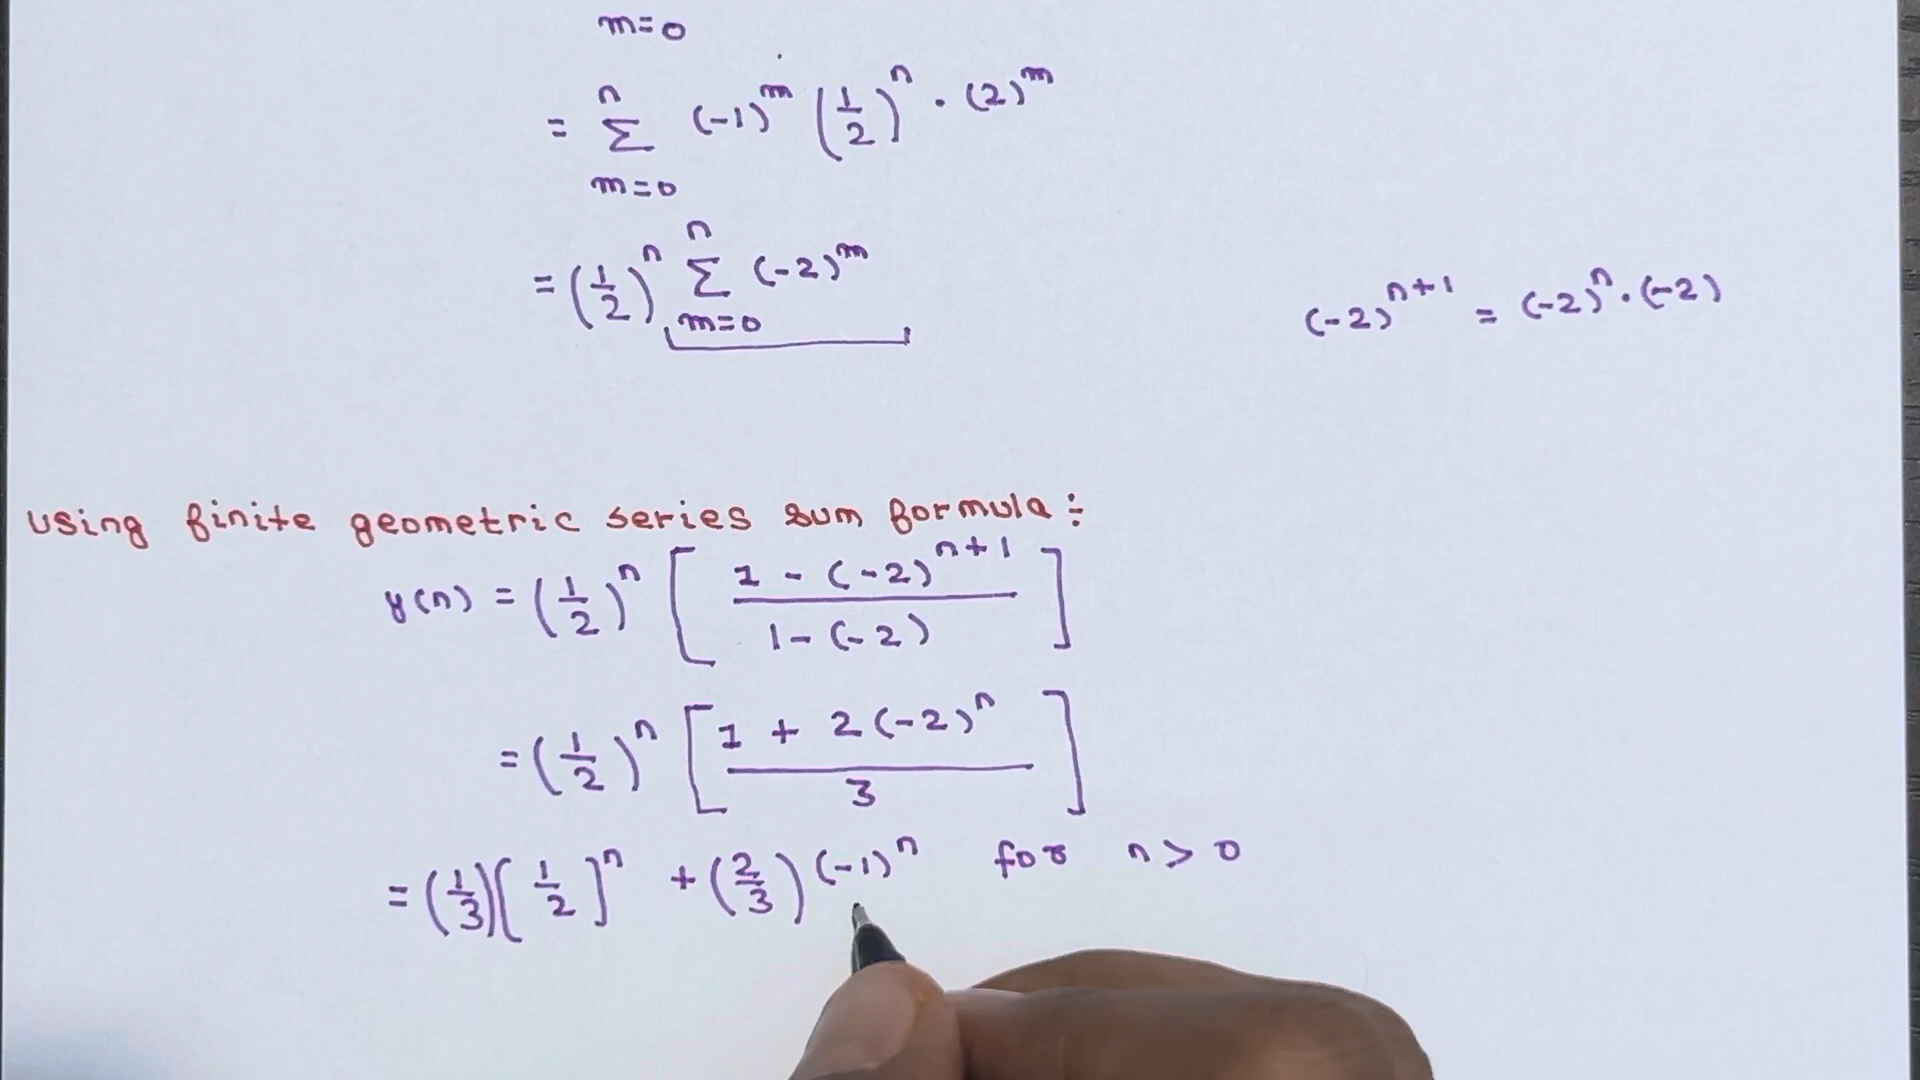 m=0
n
= Σ (-1)^m (1/2)^n . (2)^m
m=0
n
= (1/2)^n Σ (-2)^m
m=0
(-2)^n+1 = (-2)^n . (-2)
using finite geometric series sum formula :
y(n) = (1/2)^n [ 1 - (-2)^n+1 / 1 - (-2) ]
= (1/2)^n [ 1 + 2(-2)^n / 3 ]
= (1/3)[1/2]^n + (2/3)(-1)^n for n > 0